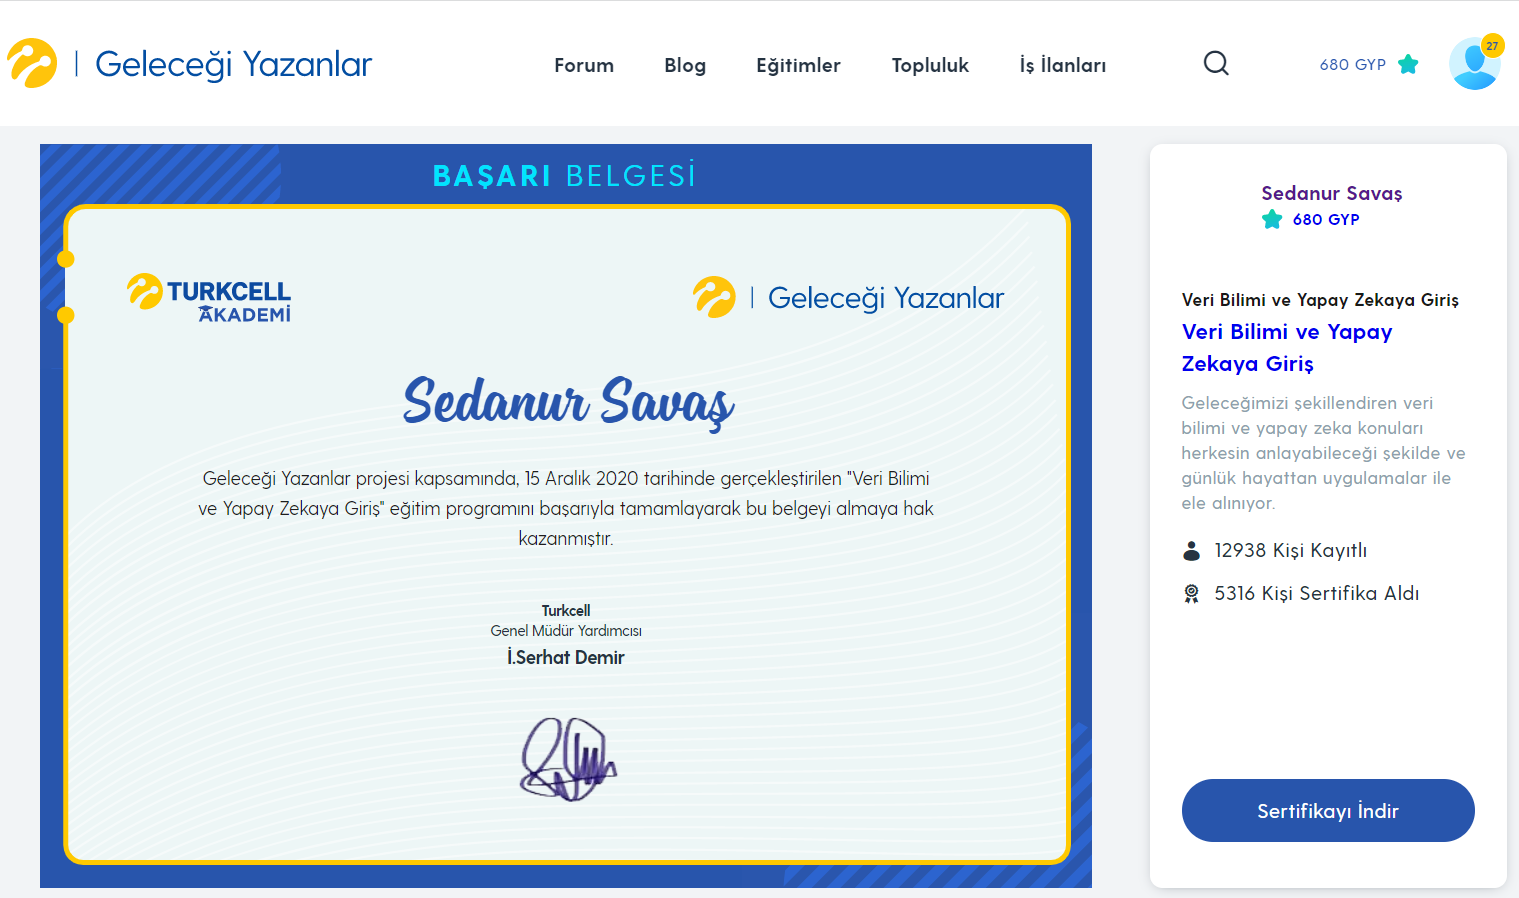 Geleceği Yazanlar
Forum Blog Eğitimler Topluluk İş İlanları
680 GYP
27
BAŞARI BELGESİ
TURKCELL
AKADEMİ
Geleceği Yazanlar
Sedanur Savaş
Geleceği Yazanlar projesi kapsamında, 15 Aralık 2020 tarihinde gerçekleştirilen "Veri Bilimi
ve Yapay Zekaya Giriş" eğitim programını başarıyla tamamlayarak bu belgeyi almaya hak
kazanmıştır.
Turkcell
Genel Müdür Yardımcısı
İ.Serhat Demir
Sedanur Savaş
680 GYP
Veri Bilimi ve Yapay Zekaya Giriş
Veri Bilimi ve Yapay
Zekaya Giriş
Geleceğimizi şekillendiren veri
bilimi ve yapay zeka konuları
herkesin anlayabileceği şekilde ve
günlük hayattan uygulamalar ile
ele alınıyor.
12938 Kişi Kayıtlı
5316 Kişi Sertifika Aldı
Sertifikayı İndir